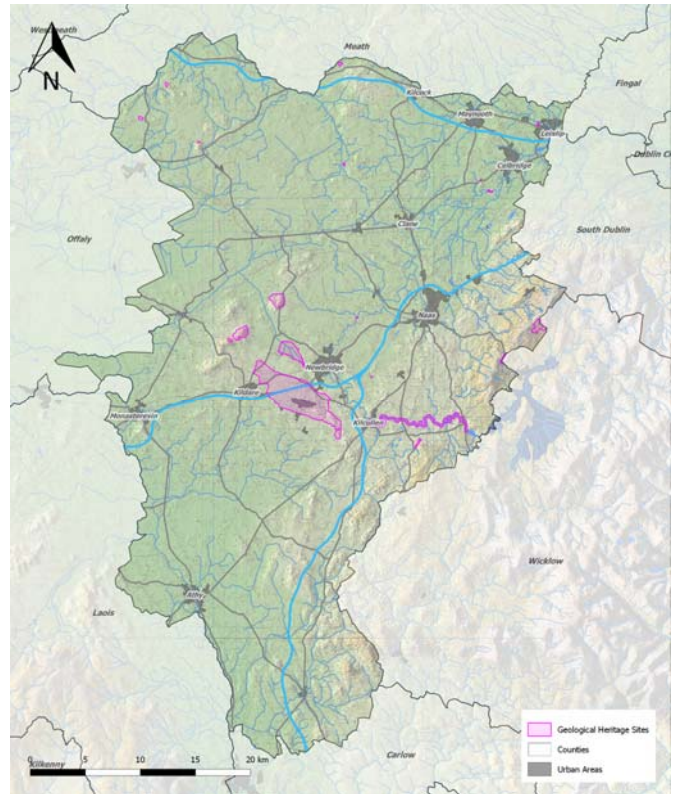 Westmeath
Meath
N
Kilcock
Fingal
Maynooth
Leixlip
Celbridge
Dublin Ci
Clane
South Dublin
Offaly
Naas
Newbridge
Kildare
Monasterevin
Kilcullen
Wicklow
Athy
Laois
Geological Heritage Sites
Counties
Urban Areas
Carlow
Kilkenny
0 5 10 15 20 km